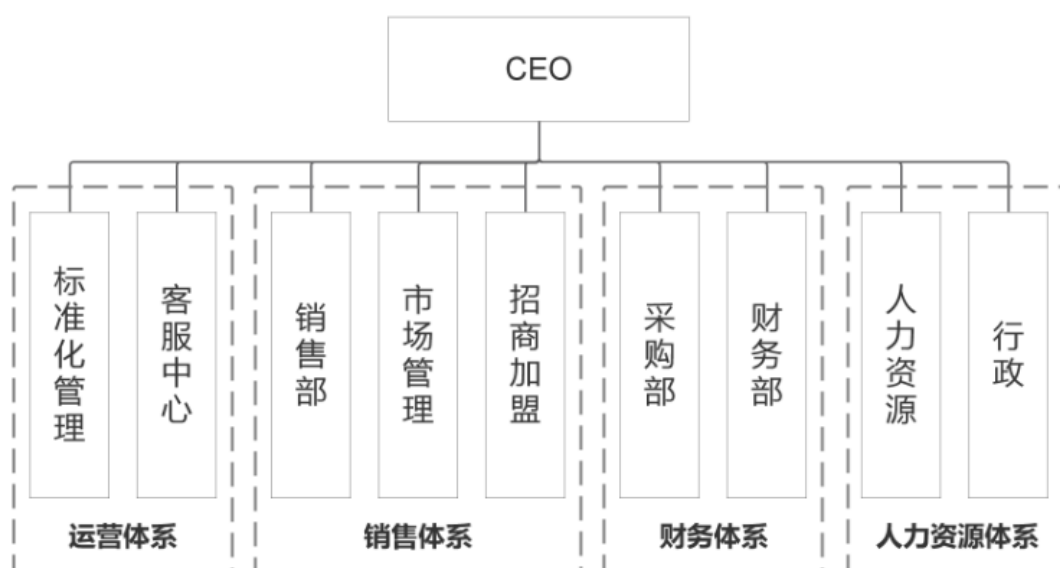 CEO
标准化管理
客服中心
销售部
市场管理
招商加盟
采购部
财务部
人力资源
行政
运营体系
销售体系
财务体系
人力资源体系